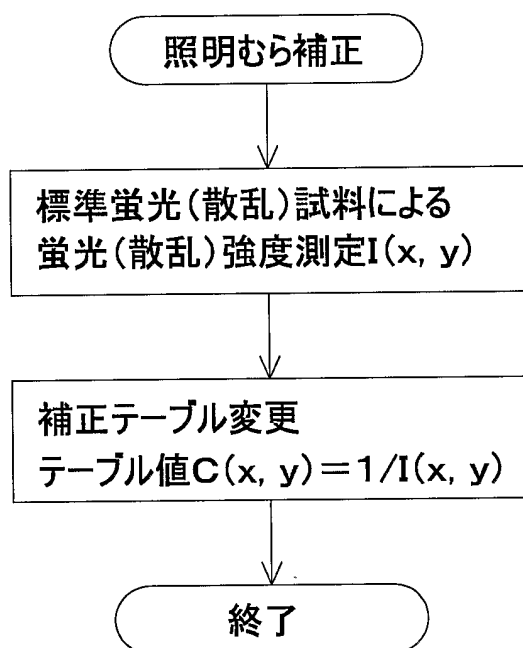 照明むら補正
標準蛍光(散乱)試料による
蛍光(散乱)強度測定I(x, y)
補正テーブル変更
テーブル値C(x, y)=1/I(x, y)
終了